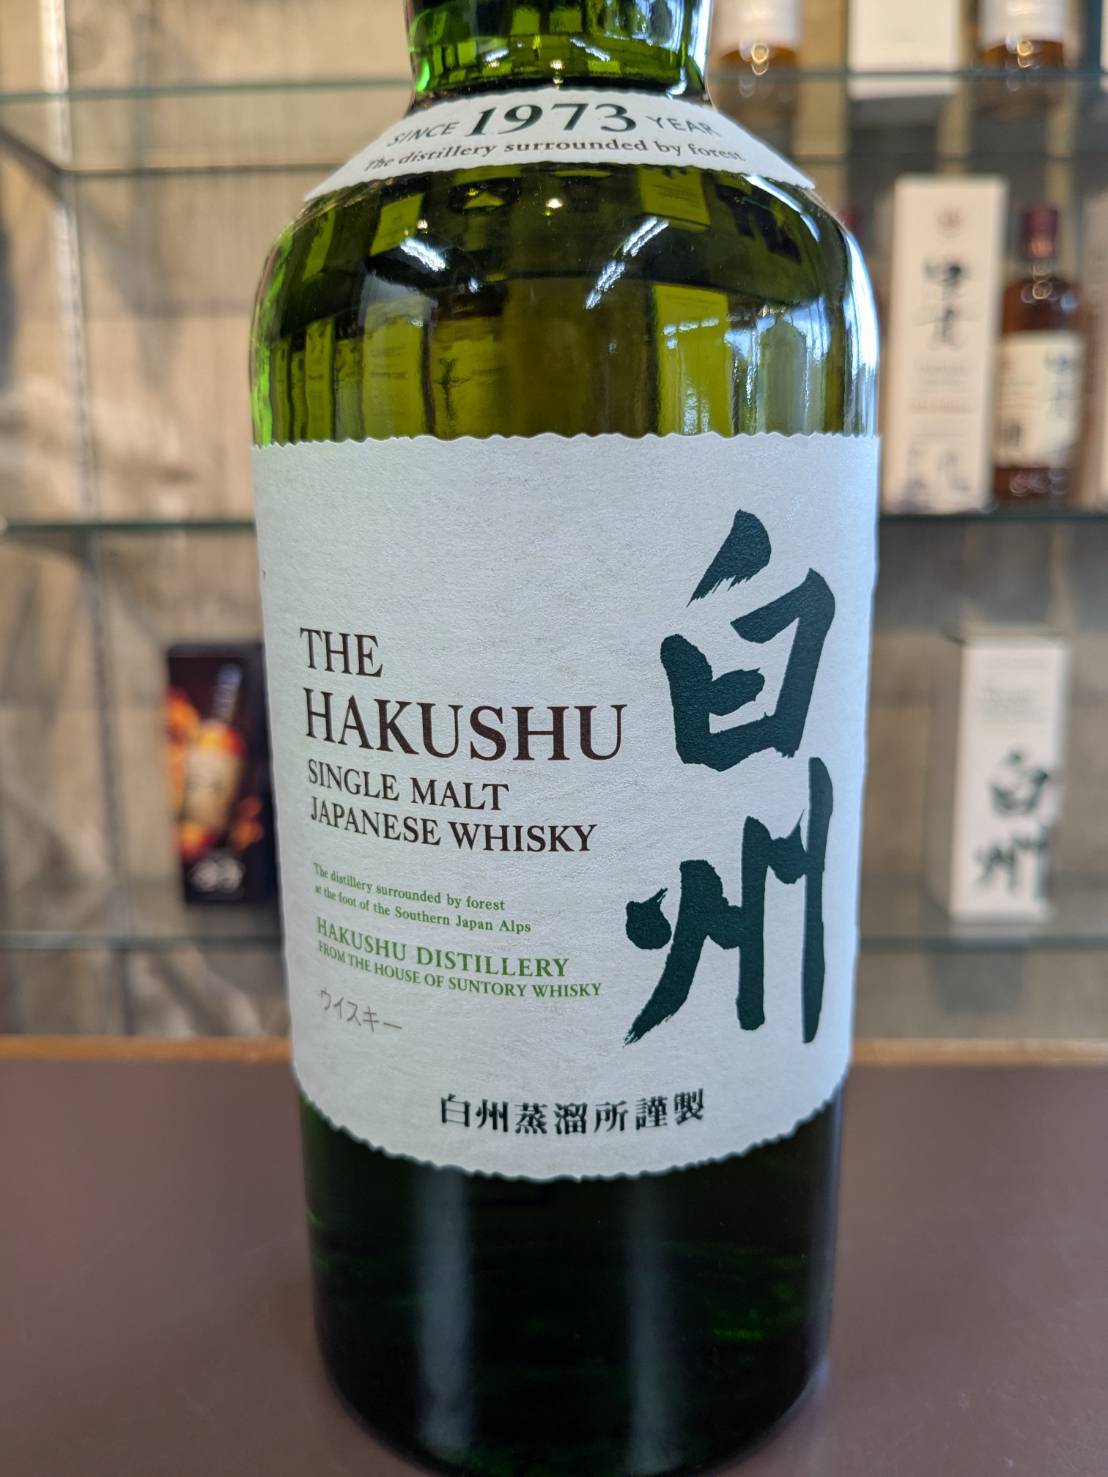 SINCE 1973 YEAR
The distillery surrounded by forest
THE
HAKUSHU
SINGLE MALT
JAPANESE WHISKY
The distillery surrounded by forest
at the foot of the Southern Japan Alps
HAKUSHU DISTILLERY
FROM THE HOUSE OF SUNTORY WHISKY
ウイスキー
白州
白州蒸溜所謹製
白州